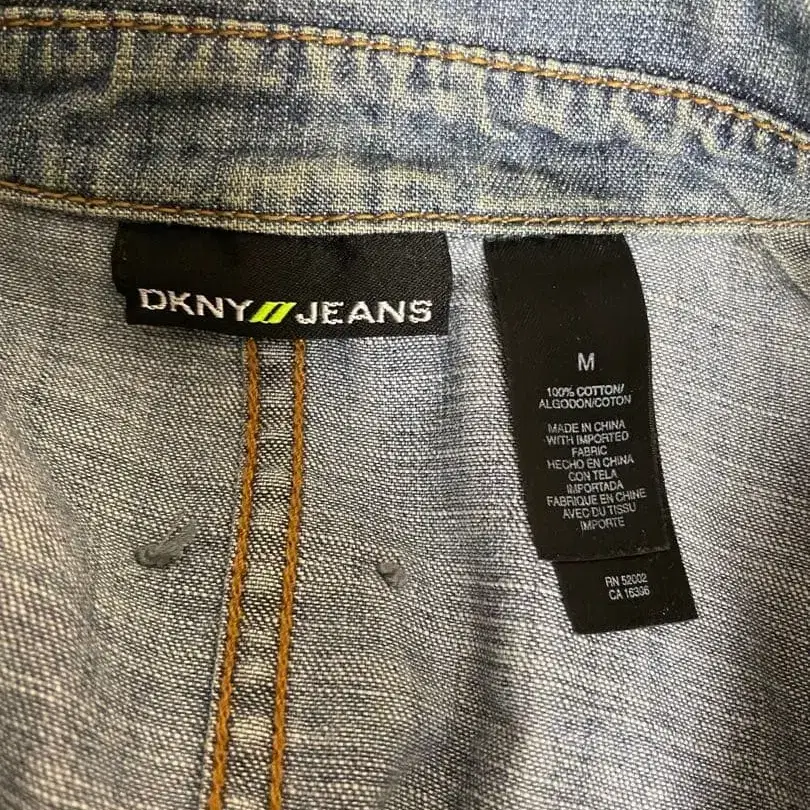 DKNY//JEANS
M
100% COTTON/
ALGODON/COTON
MADE IN CHINA
WITH IMPORTED
FABRIC
HECHO EN CHINA
CON TELA
IMPORTADA
FABRIQUE EN CHINE
AVEC DU TISSU
IMPORTE
RN 52002
CA 16396